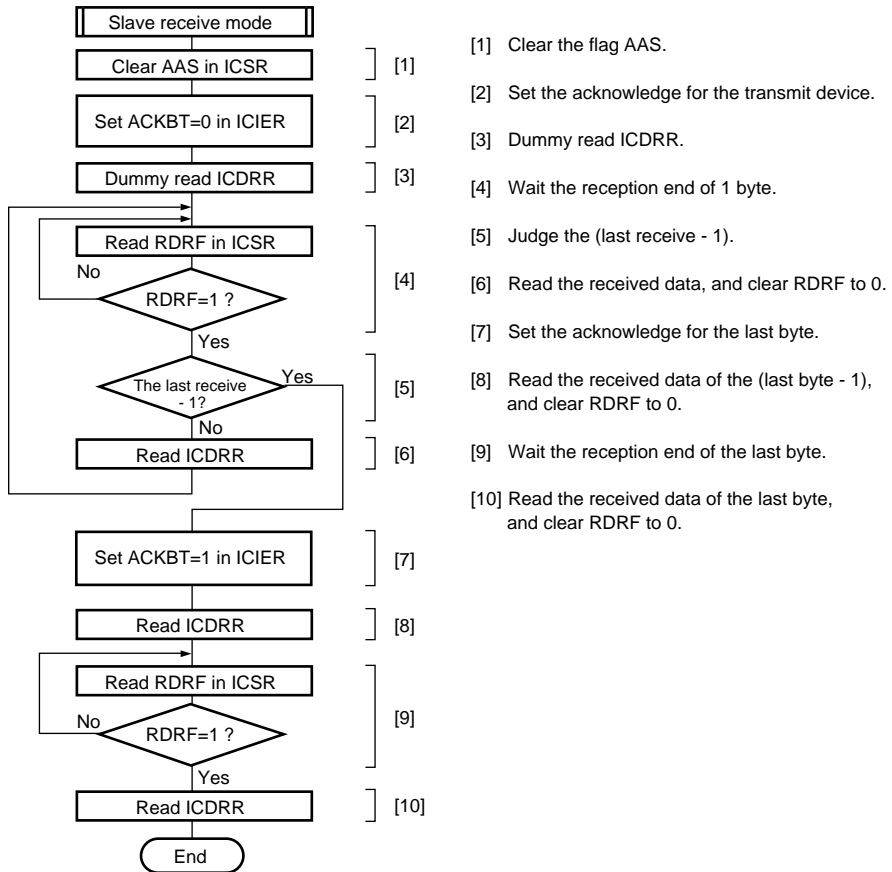 Slave receive mode
Clear AAS in ICSR
[1]
Set ACKBT=0 in ICIER
[2]
Dummy read ICDRR
[3]
Read RDRF in ICSR
No
RDRF=1 ?
[4]
Yes
The last receive
- 1?
Yes
[5]
No
Read ICDRR
[6]
Set ACKBT=1 in ICIER
[7]
Read ICDRR
[8]
Read RDRF in ICSR
No
RDRF=1 ?
[9]
Yes
Read ICDRR
[10]
End
[1] Clear the flag AAS.
[2] Set the acknowledge for the transmit device.
[3] Dummy read ICDRR.
[4] Wait the reception end of 1 byte.
[5] Judge the (last receive - 1).
[6] Read the received data, and clear RDRF to 0.
[7] Set the acknowledge for the last byte.
[8] Read the received data of the (last byte - 1),
and clear RDRF to 0.
[9] Wait the reception end of the last byte.
[10] Read the received data of the last byte,
and clear RDRF to 0.